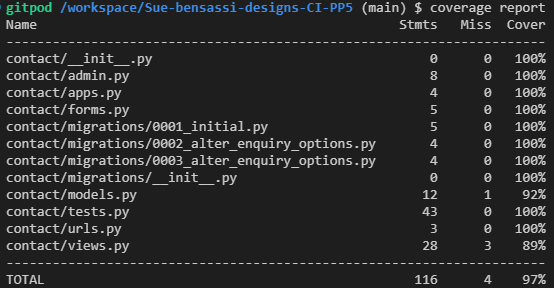 gitpod /workspace/Sue-bensassi-designs-CI-PP5 (main) $ coverage report
Name                                              Stmts   Miss  Cover
---------------------------------------------------------------------
contact/__init__.py                                   0      0   100%
contact/admin.py                                      8      0   100%
contact/apps.py                                       4      0   100%
contact/forms.py                                      5      0   100%
contact/migrations/0001_initial.py                    5      0   100%
contact/migrations/0002_alter_enquiry_options.py      4      0   100%
contact/migrations/0003_alter_enquiry_options.py      4      0   100%
contact/migrations/__init__.py                        0      0   100%
contact/models.py                                    12      1    92%
contact/tests.py                                     43      0   100%
contact/urls.py                                       3      0   100%
contact/views.py                                     28      3    89%
---------------------------------------------------------------------
TOTAL                                               116      4    97%